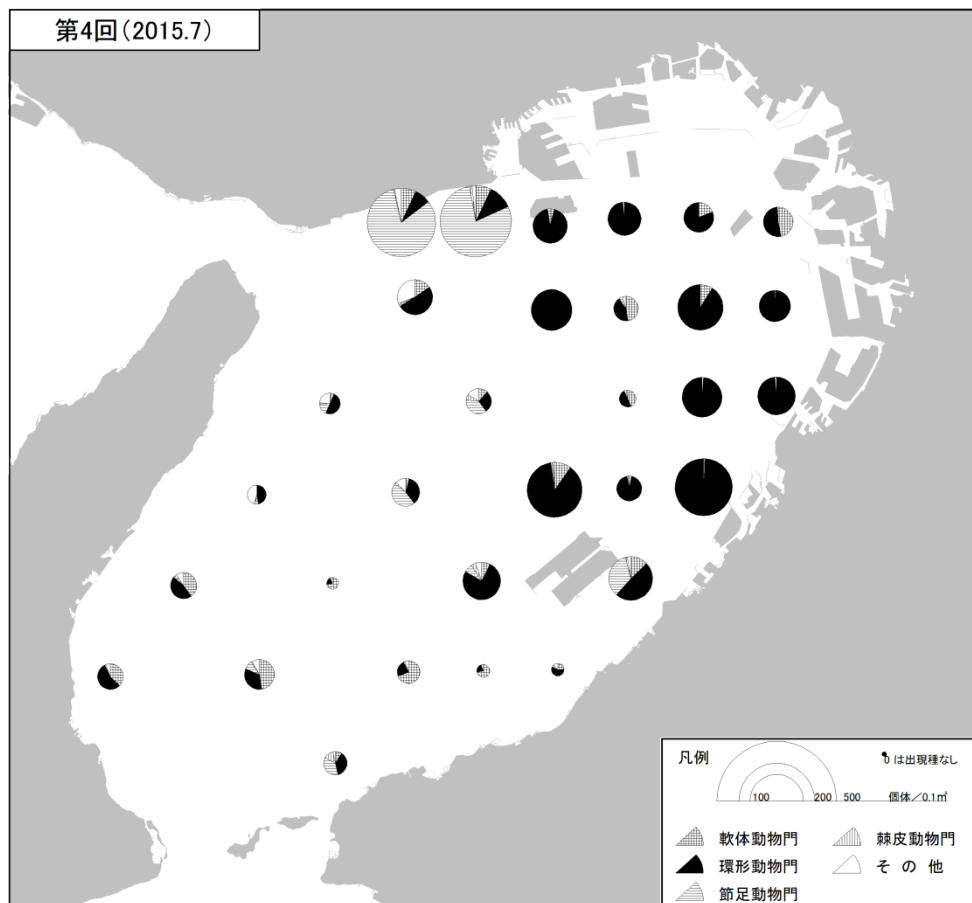 第4回(2015.7)
凡例
0 は出現種なし
100 200 500 個体/0.1㎡
軟体動物門
棘皮動物門
環形動物門
その他
節足動物門